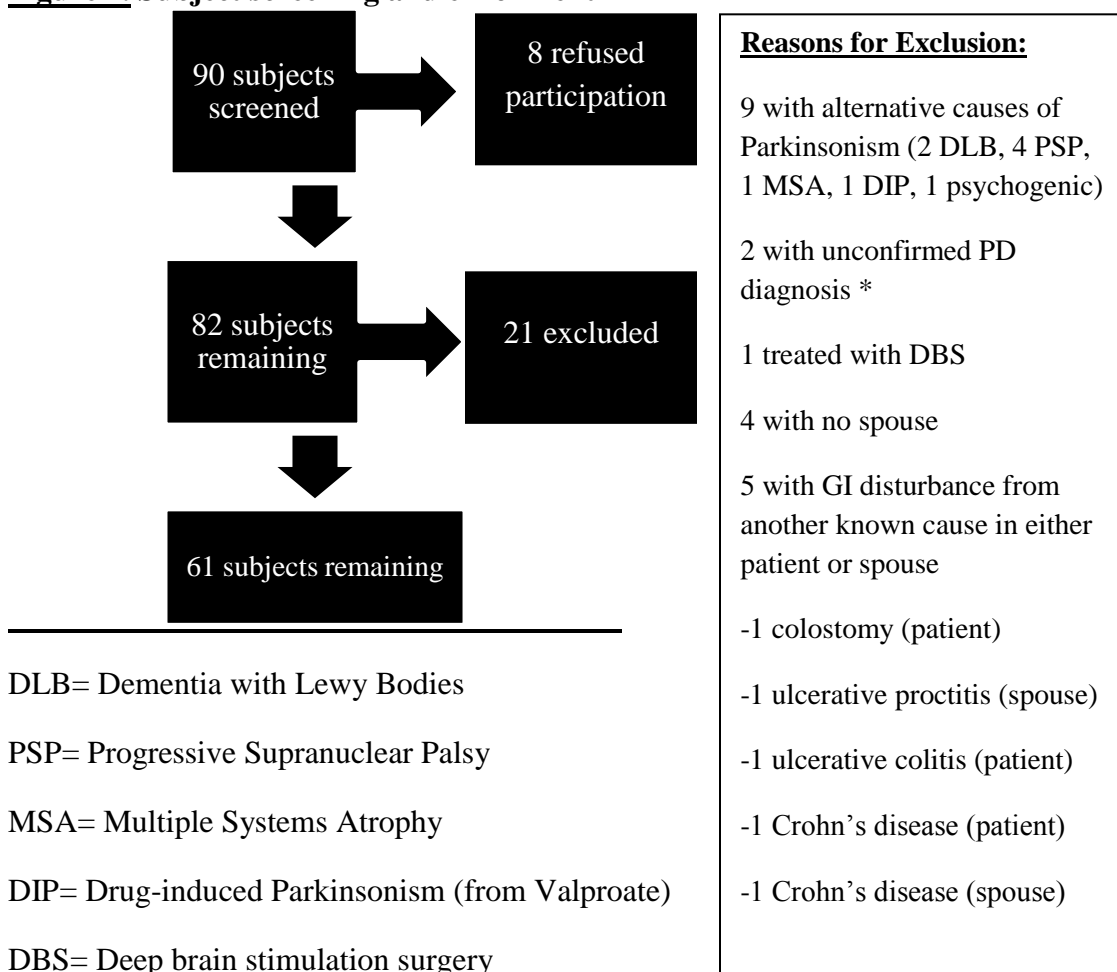 90 subjects
screened
8 refused
participation
82 subjects
remaining
21 excluded
61 subjects remaining
DLB= Dementia with Lewy Bodies
PSP= Progressive Supranuclear Palsy
MSA= Multiple Systems Atrophy
DIP= Drug-induced Parkinsonism (from Valproate)
DBS= Deep brain stimulation surgery
Reasons for Exclusion:
9 with alternative causes of
Parkinsonism (2 DLB, 4 PSP,
1 MSA, 1 DIP, 1 psychogenic)
2 with unconfirmed PD
diagnosis *
1 treated with DBS
4 with no spouse
5 with GI disturbance from
another known cause in either
patient or spouse
-1 colostomy (patient)
-1 ulcerative proctitis (spouse)
-1 ulcerative colitis (patient)
-1 Crohn’s disease (patient)
-1 Crohn’s disease (spouse)